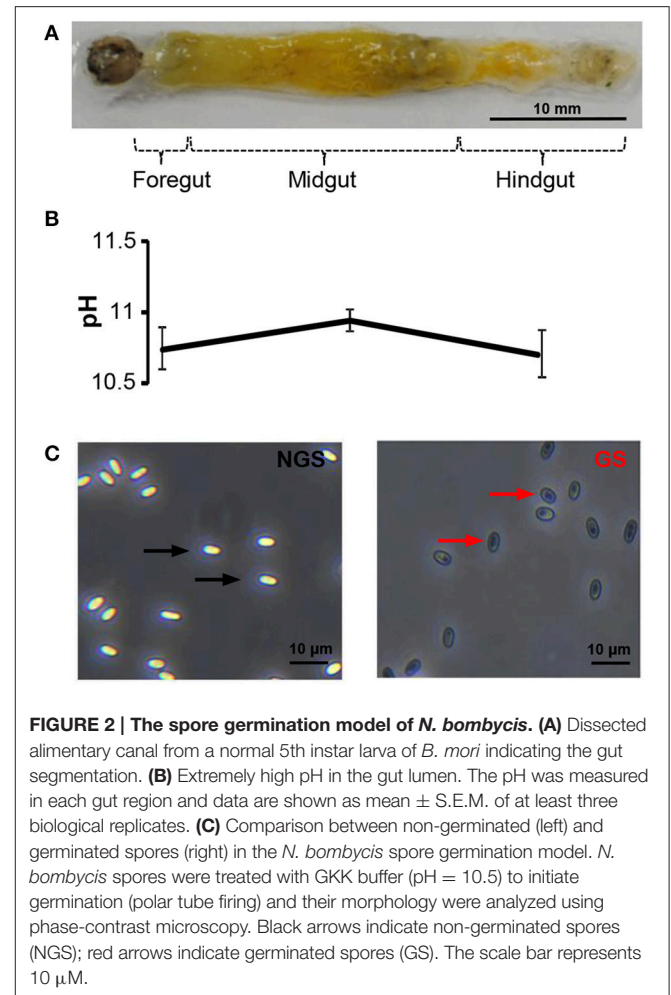 A
10 mm
Foregut
Midgut
Hindgut
B
11.5
pH
11
10.5
C
NGS
GS
10 µm
10 µm
FIGURE 2 | The spore germination model of N. bombycis. (A) Dissected
alimentary canal from a normal 5th instar larva of B. mori indicating the gut
segmentation. (B) Extremely high pH in the gut lumen. The pH was measured
in each gut region and data are shown as mean ± S.E.M. of at least three
biological replicates. (C) Comparison between non-germinated (left) and
germinated spores (right) in the N. bombycis spore germination model. N.
bombycis spores were treated with GKK buffer (pH = 10.5) to initiate
germination (polar tube firing) and their morphology were analyzed using
phase-contrast microscopy. Black arrows indicate non-germinated spores
(NGS); red arrows indicate germinated spores (GS). The scale bar represents
10 µM.